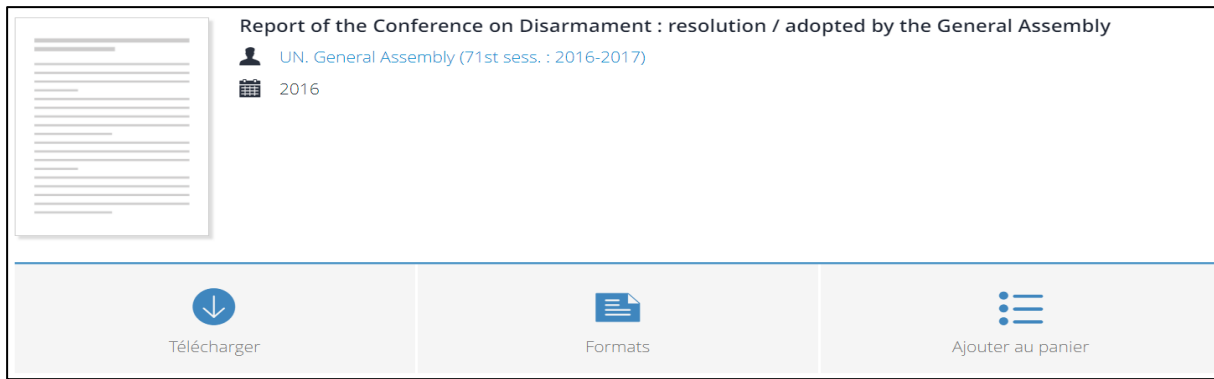 Report of the Conference on Disarmament : resolution / adopted by the General Assembly
UN. General Assembly (71st sess. : 2016-2017)
2016
Télécharger
Formats
Ajouter au panier